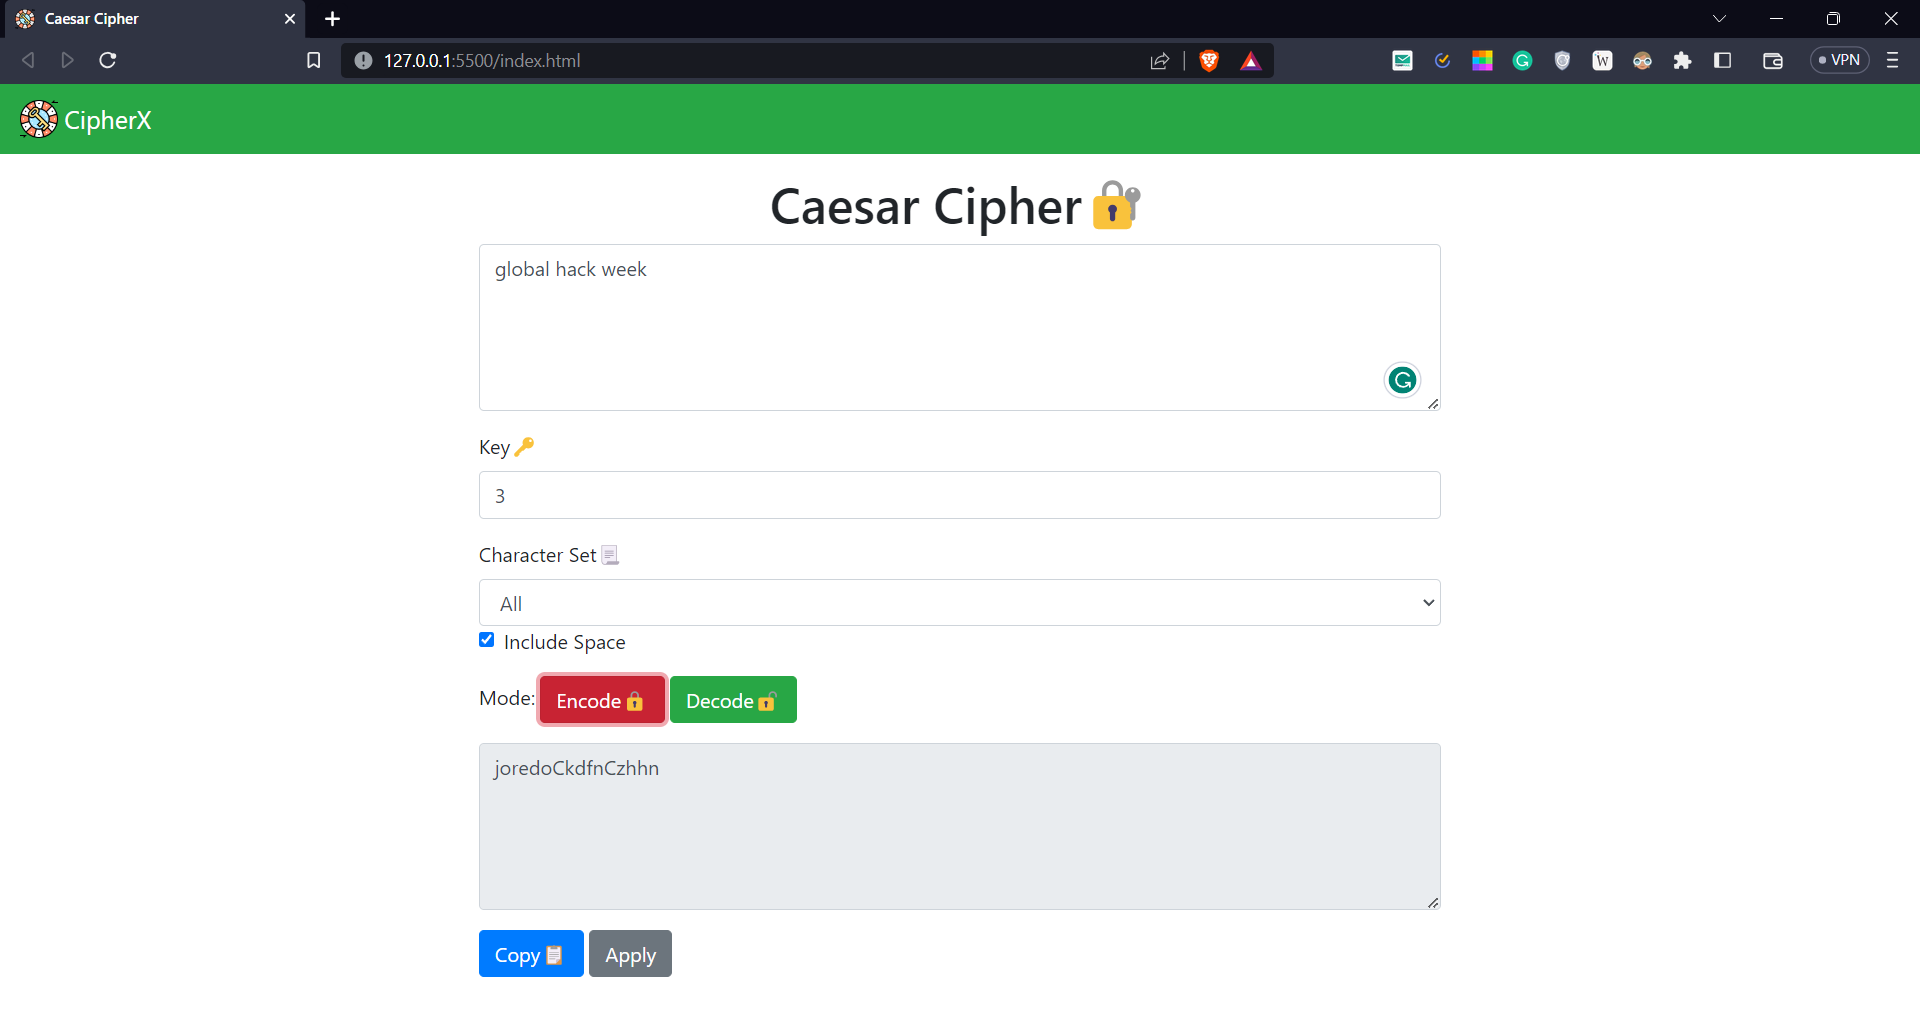 Caesar Cipher
127.0.0.1:5500/index.html
VPN
CipherX
Caesar Cipher
global hack week
Key
3
Character Set
All
Include Space
Mode: Encode Decode
joredoCkdfnCzhhn
Copy Apply